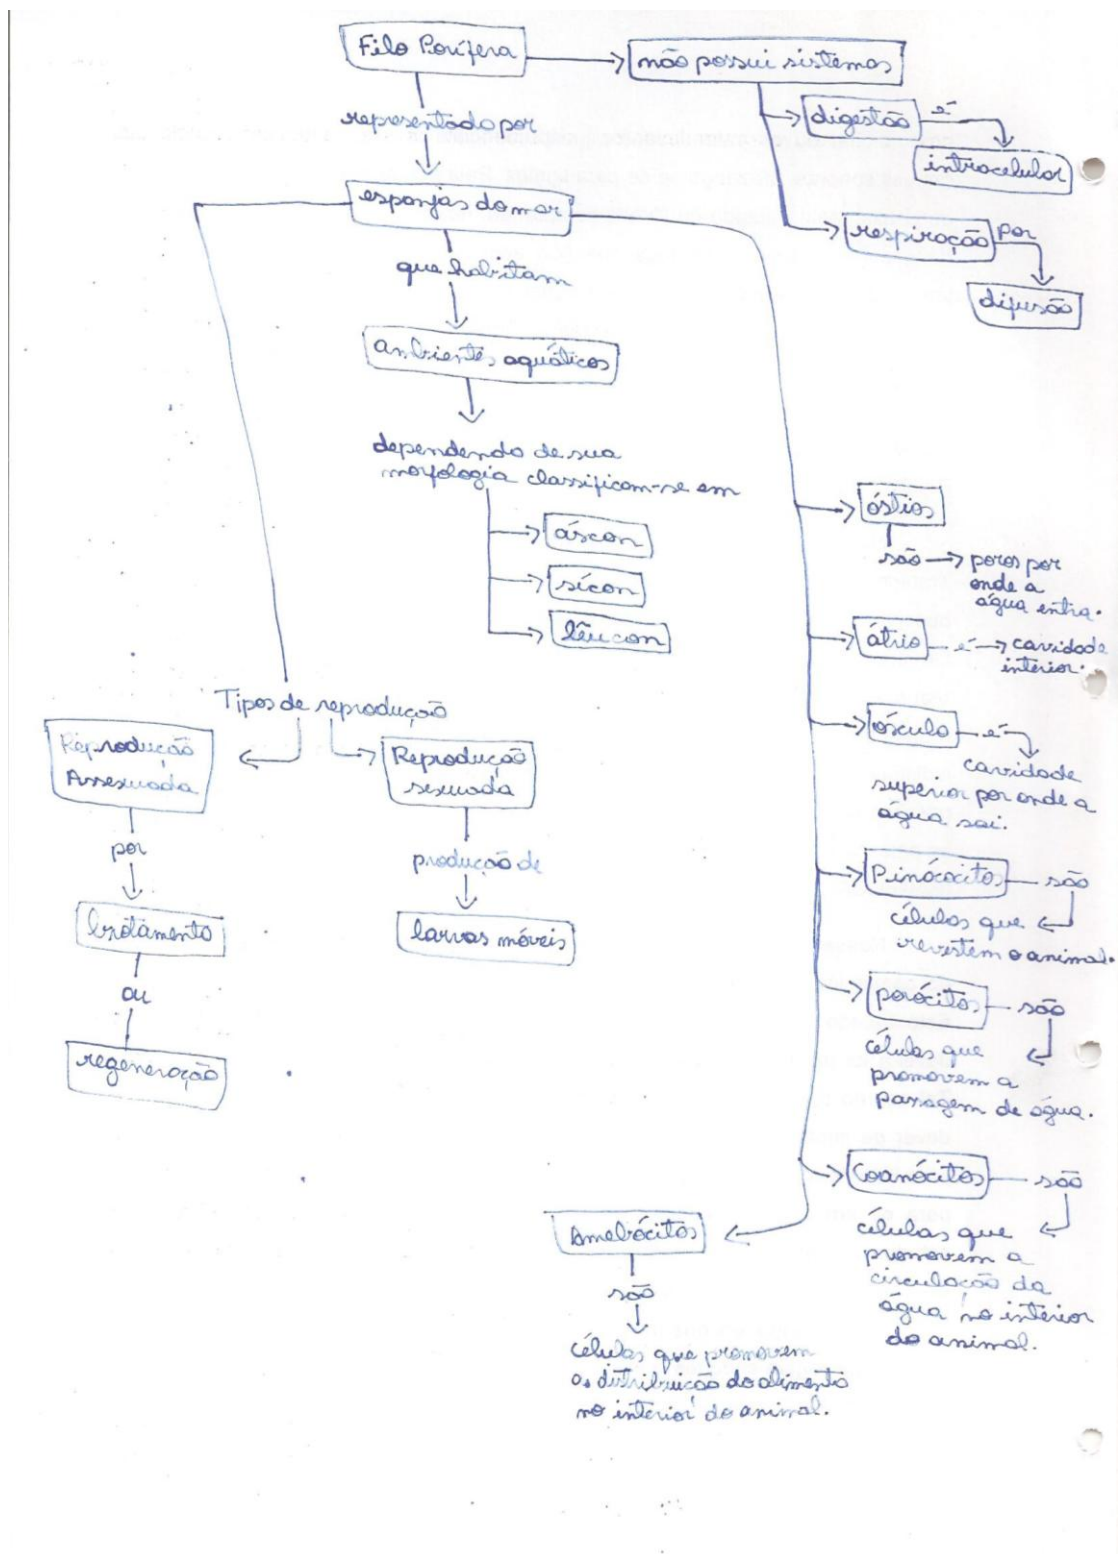 Filo Porífera
não possui sistemas
digestão
é
intracelular
respiração
por
difusão
representado por
esponjas do mar
que habitam
ambientes aquáticos
dependendo de sua
morfologia classificam-se em
áscon
sícon
lêucon
óstios
são poros por
onde a
água entra.
átrio é cavidade
interior.
ósculo é
cavidade
superior por onde a
água sai.
Pinócócitos são
células que
revestem o animal.
porócitos são
células que
promovem a
passagem de água.
Coanócitos são
células que
promovem a
circulação da
água no interior
do animal.
Amebócitos
são
células que promovem
as ditribuição do alimento
no interior do animal.
Tipos de reprodução
Reprodução
Assexuada
por
brotamento
ou
regeneração
Reprodução
sexuada
produção de
larvas móveis